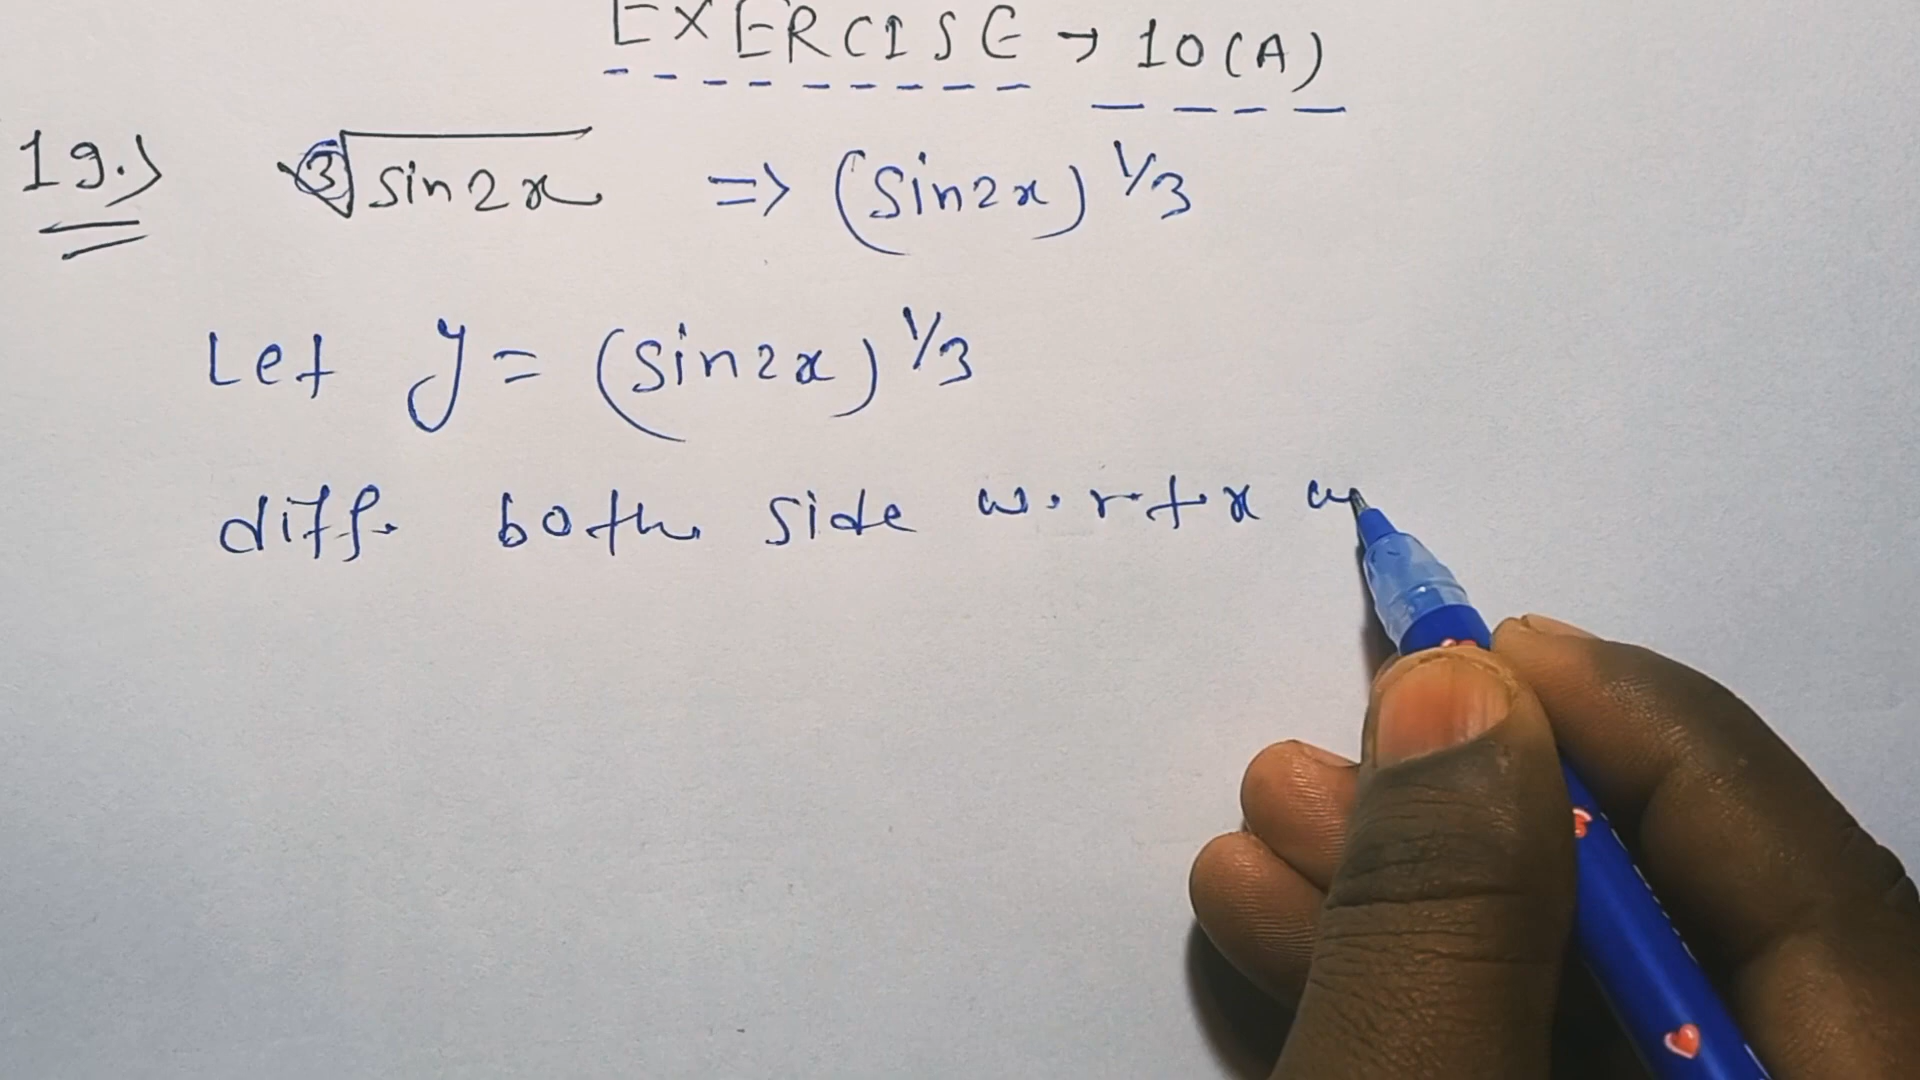 EXERCISE → 10(A)
19.) ∛sin2x => (sin2x)^1/3
Let y = (sin2x)^1/3
diff. both side w.r.t x